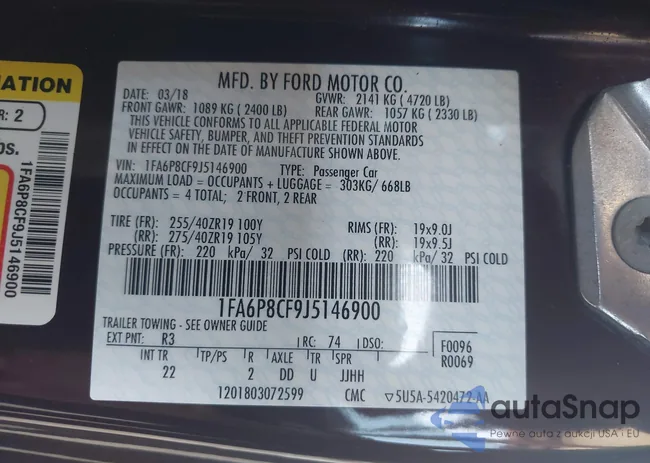 MATION
R: 2
os.
1FA6P8CF9J5146900
MFD. BY FORD MOTOR CO.
DATE: 03/18 GVWR: 2141 KG ( 4720 LB)
FRONT GAWR: 1089 KG ( 2400 LB) REAR GAWR: 1057 KG ( 2330 LB)
THIS VEHICLE CONFORMS TO ALL APPLICABLE FEDERAL MOTOR
VEHICLE SAFETY, BUMPER, AND THEFT PREVENTION STANDARDS
IN EFFECT ON THE DATE OF MANUFACTURE SHOWN ABOVE.
VIN: 1FA6P8CF9J5146900 TYPE: Passenger Car
MAXIMUM LOAD = OCCUPANTS + LUGGAGE = 303KG/ 668LB
OCCUPANTS = 4 TOTAL; 2 FRONT, 2 REAR
TIRE (FR): 255/40ZR19 100Y RIMS (FR): 19x9.0J
(RR): 275/40ZR19 105Y (RR): 19x9.5J
PRESSURE (FR): 220 kPa/ 32 PSI COLD (RR): 220 kPa/ 32 PSI COLD
1FA6P8CF9J5146900
TRAILER TOWING - SEE OWNER GUIDE
EXT PNT: R3 RC: 74 DSO: F0096
INT TR TP/PS R AXLE TR SPR R0069
22 2 DD U JJHH
1201803072599 CMC ▽5U5A-5420472-AA
autaSnap
Pewne auto z aukcji USA i EU